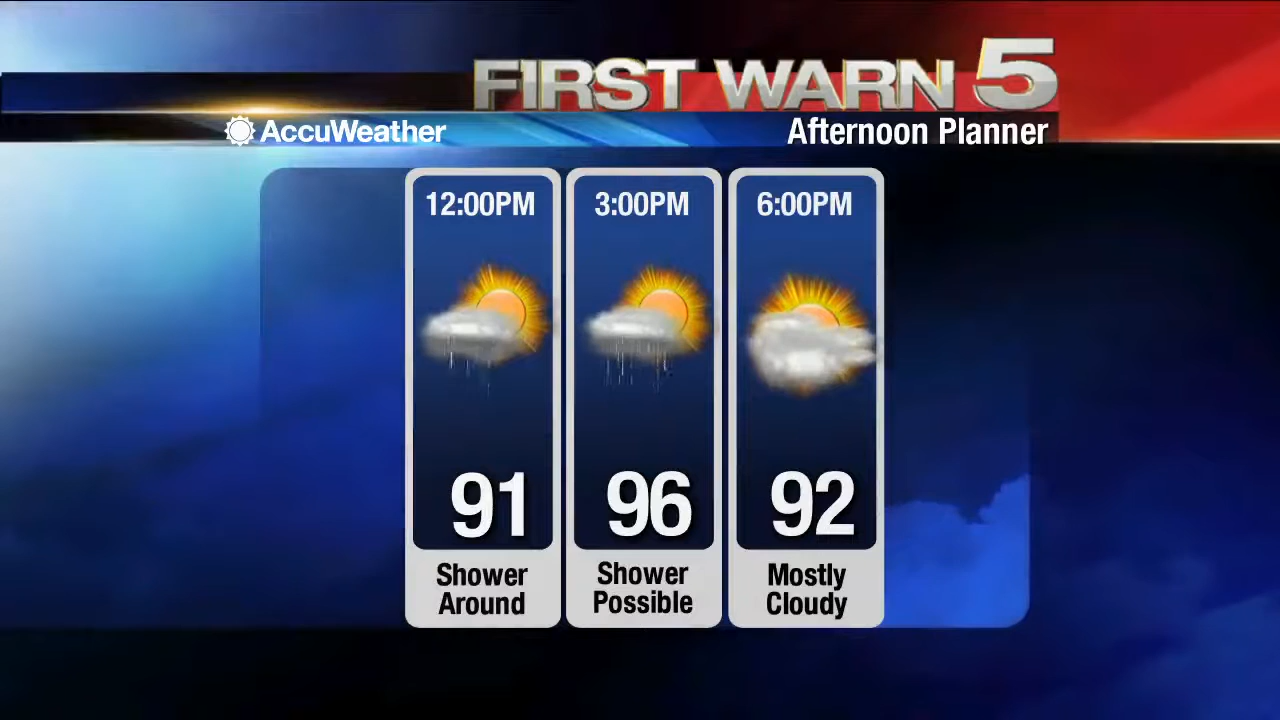 FIRST WARN 5
AccuWeather
Afternoon Planner
12:00PM
91
Shower
Around
3:00PM
96
Shower
Possible
6:00PM
92
Mostly
Cloudy